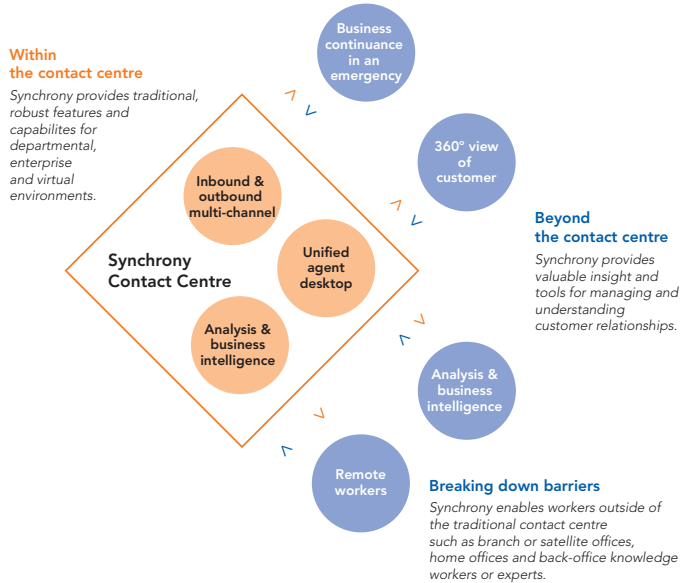 Within
the contact centre
Synchrony provides traditional,
robust features and
capabilites for
departmental,
enterprise
and virtual
environments.
Business
continuance
in an
emergency
360° view
of
customer
Inbound &
outbound
multi-channel
Synchrony
Contact Centre
Unified
agent
desktop
Analysis &
business
intelligence
Beyond
the contact centre
Synchrony provides
valuable insight and
tools for managing and
understanding
customer relationships.
Analysis &
business
intelligence
Remote
workers
Breaking down barriers
Synchrony enables workers outside of
the traditional contact centre
such as branch or satellite offices,
home offices and back-office knowledge
workers or experts.